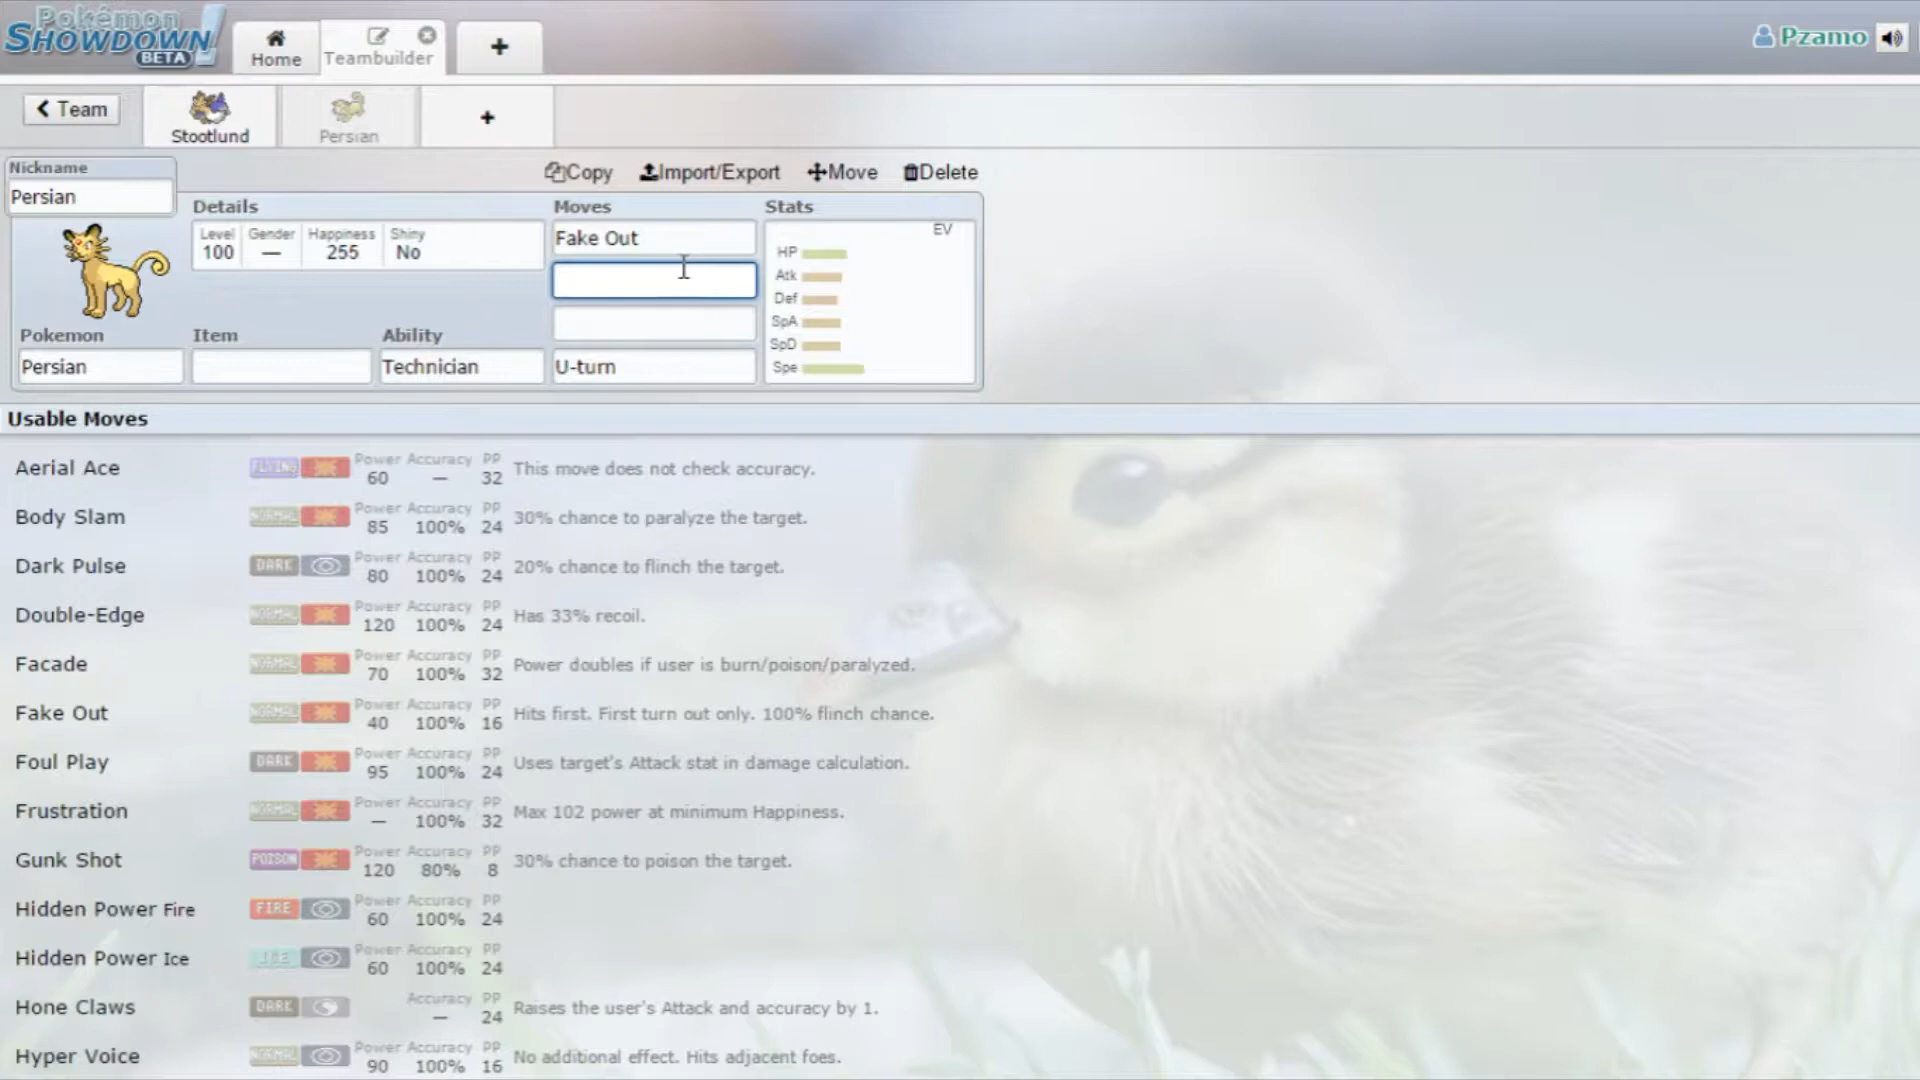 Pokémon
SHOWDOWN!
BETA
Home
Teambuilder
+
Pzamo
Team
Stootlund
Persian
+
Nickname
Persian
Copy
Import/Export
Move
Delete
Details
Level
100
Gender
—
Happiness
255
Shiny
No
Moves
Fake Out
U-turn
Stats
EV
HP
Atk
Def
SpA
SpD
Spe
Pokemon
Persian
Item
Ability
Technician
Usable Moves
Aerial Ace FLYING Power 60 Accuracy — PP 32 This move does not check accuracy.
Body Slam NORMAL Power 85 Accuracy 100% PP 24 30% chance to paralyze the target.
Dark Pulse DARK Power 80 Accuracy 100% PP 24 20% chance to flinch the target.
Double-Edge NORMAL Power 120 Accuracy 100% PP 24 Has 33% recoil.
Facade NORMAL Power 70 Accuracy 100% PP 32 Power doubles if user is burn/poison/paralyzed.
Fake Out NORMAL Power 40 Accuracy 100% PP 16 Hits first. First turn out only. 100% flinch chance.
Foul Play DARK Power 95 Accuracy 100% PP 24 Uses target's Attack stat in damage calculation.
Frustration NORMAL Power — Accuracy 100% PP 32 Max 102 power at minimum Happiness.
Gunk Shot POISON Power 120 Accuracy 80% PP 8 30% chance to poison the target.
Hidden Power Fire FIRE Power 60 Accuracy 100% PP 24
Hidden Power Ice ICE Power 60 Accuracy 100% PP 24
Hone Claws DARK Accuracy — PP 24 Raises the user's Attack and accuracy by 1.
Hyper Voice NORMAL Power 90 Accuracy 100% PP 16 No additional effect. Hits adjacent foes.